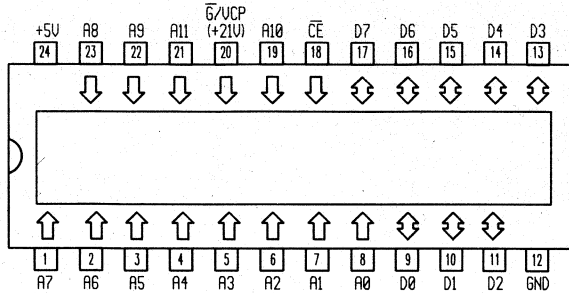 G/VCP
+5V A8 A9 A11 (+21V) A10 CE D7 D6 D5 D4 D3
24 23 22 21 20 19 18 17 16 15 14 13
1 2 3 4 5 6 7 8 9 10 11 12
A7 A6 A5 A4 A3 A2 A1 A0 D0 D1 D2 GND